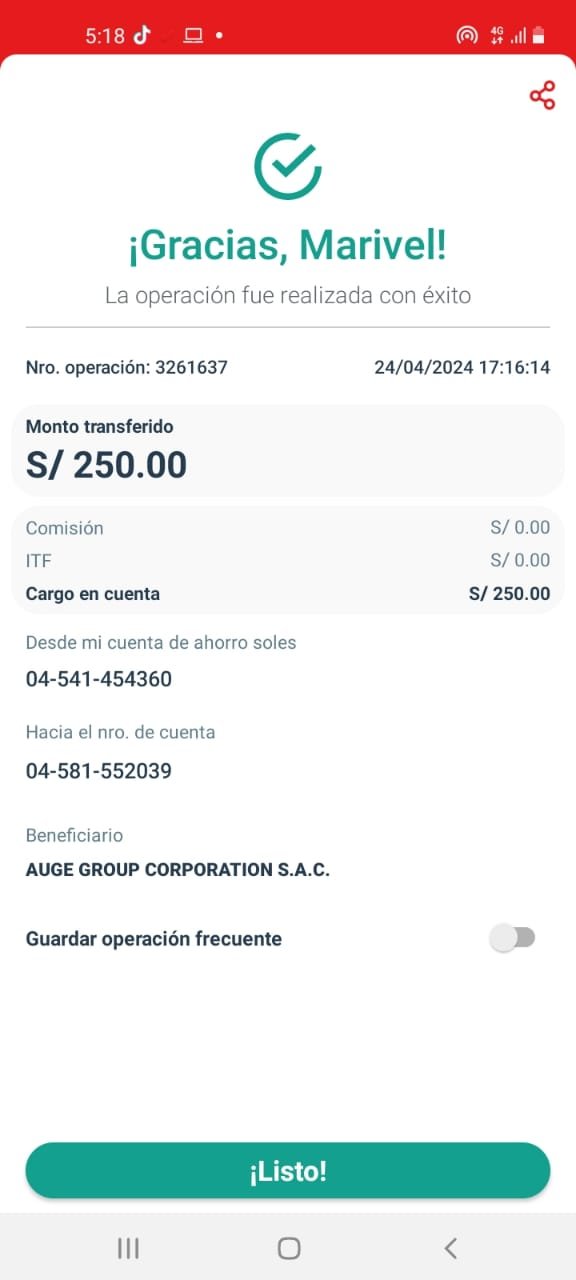 5:18
4G
¡Gracias, Marivel!
La operación fue realizada con éxito
Nro. operación: 3261637 24/04/2024 17:16:14
Monto transferido
S/ 250.00
Comisión S/ 0.00
ITF S/ 0.00
Cargo en cuenta S/ 250.00
Desde mi cuenta de ahorro soles
04-541-454360
Hacia el nro. de cuenta
04-581-552039
Beneficiario
AUGE GROUP CORPORATION S.A.C.
Guardar operación frecuente
¡Listo!